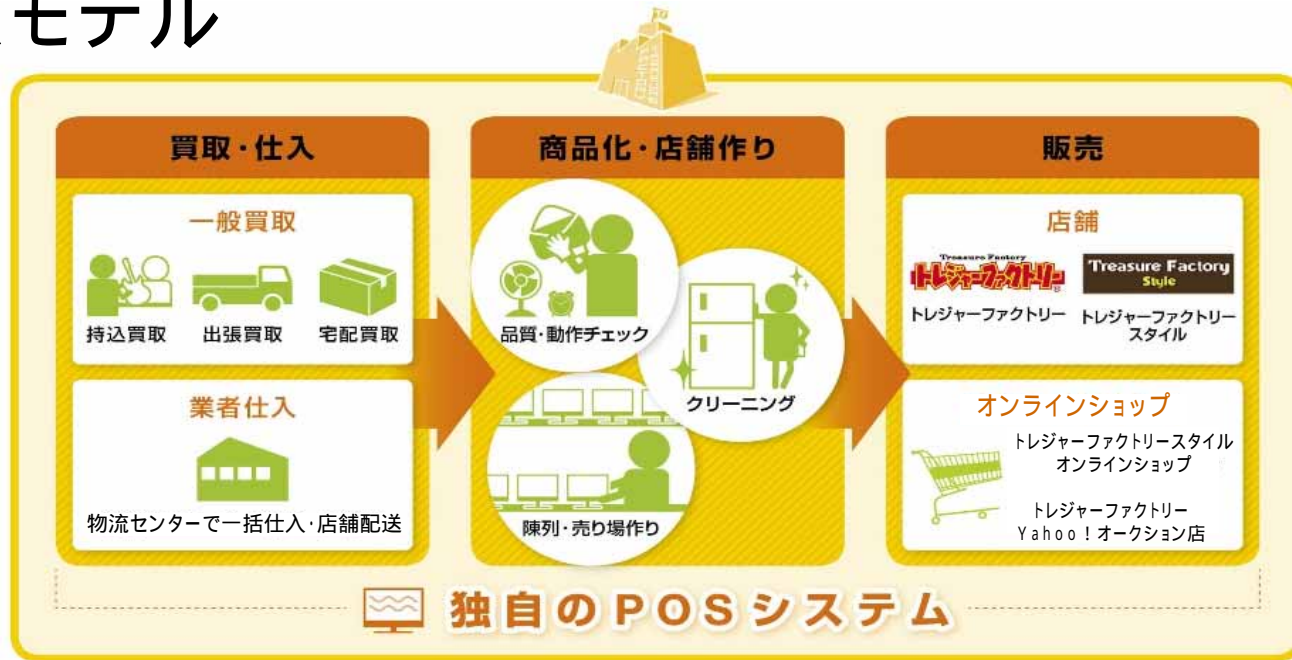 モデル
買取・仕入
一般買取
持込買取
出張買取
宅配買取
業者仕入
物流センターで一括仕入・店舗配送
商品化・店舗作り
品質・動作チェック
クリーニング
陳列・売り場作り
販売
店舗
Treasure Factory
トレジャーファクトリー
トレジャーファクトリー
Treasure Factory
Style
トレジャーファクトリー
スタイル
オンラインショップ
トレジャーファクトリースタイル
オンラインショップ
トレジャーファクトリー
Yahoo!オークション店
独自のPOSシステム